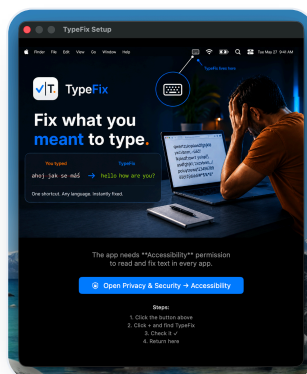 TypeFix Setup
Finder File Edit View Go Window Help
Tue May 27 9:41 AM
TypeFix lives here
T. TypeFix
Fix what you
meant to type.
You typed TypeFix
ahoj jak se máš → hello how are you?
One shortcut. Any language. Instantly fixed.
The app needs **Accessibility** permission
to read and fix text in every app.
Open Privacy & Security → Accessibility
Steps:
1. Click the button above
2. Click + and find TypeFix
3. Check it ✓
4. Return here